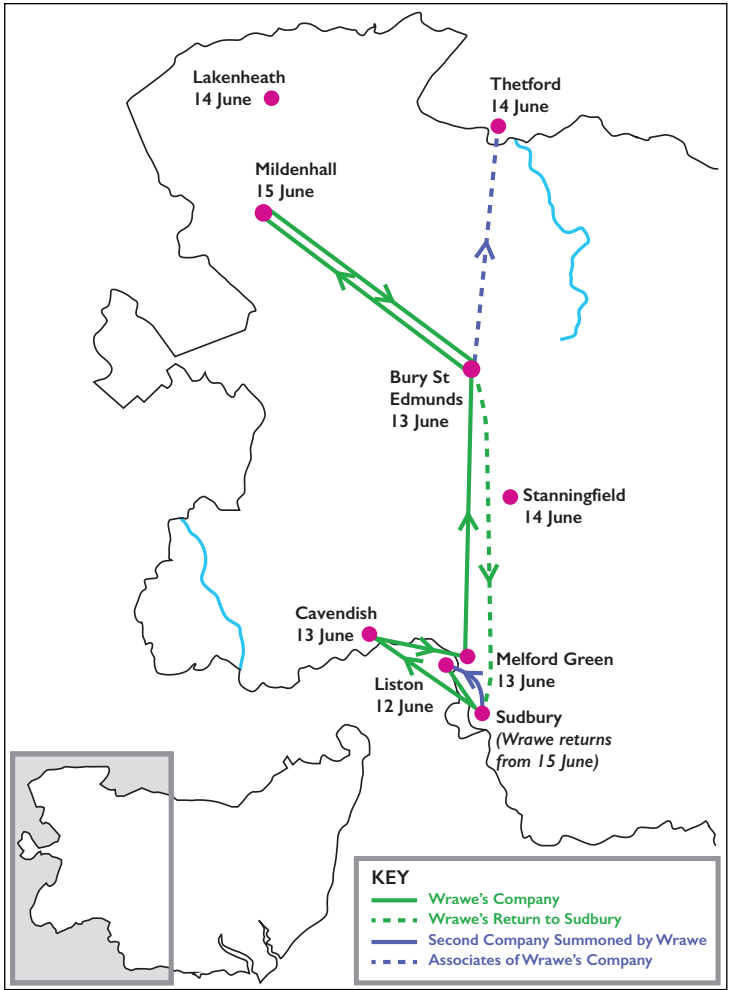 Lakenheath
14 June
Thetford
14 June
Mildenhall
15 June
Bury St
Edmunds
13 June
Stanningfield
14 June
Cavendish
13 June
Melford Green
13 June
Liston
12 June
Sudbury
(Wrawe returns
from 15 June)
KEY
Wrawe's Company
Wrawe's Return to Sudbury
Second Company Summoned by Wrawe
Associates of Wrawe's Company